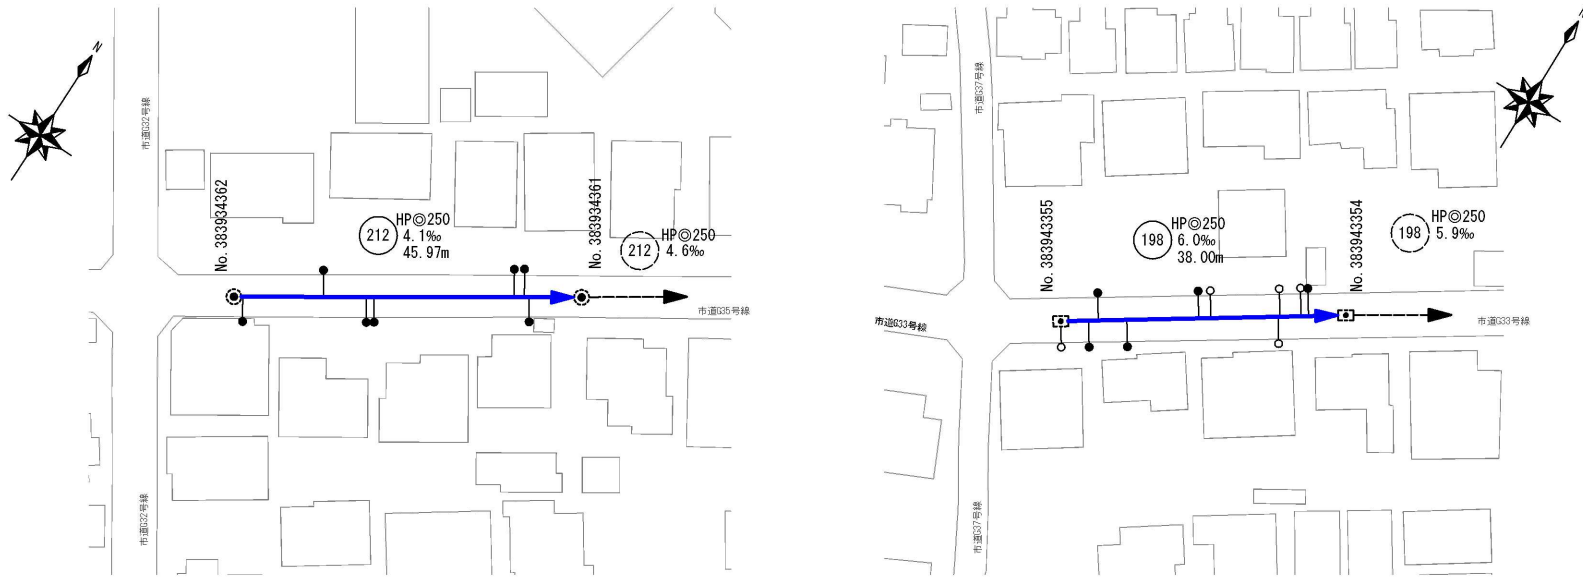 N
市道G32号線
No. 383934362
212
HP◎250
4.1‰
45.97m
No. 383934361
212
HP◎250
4.6‰
市道G35号線
市道G32号線
N
市道G37号線
No. 383943355
198
HP◎250
6.0‰
38.00m
No. 383943354
198
HP◎250
5.9‰
市道G33号線
市道G33号線
市道G37号線